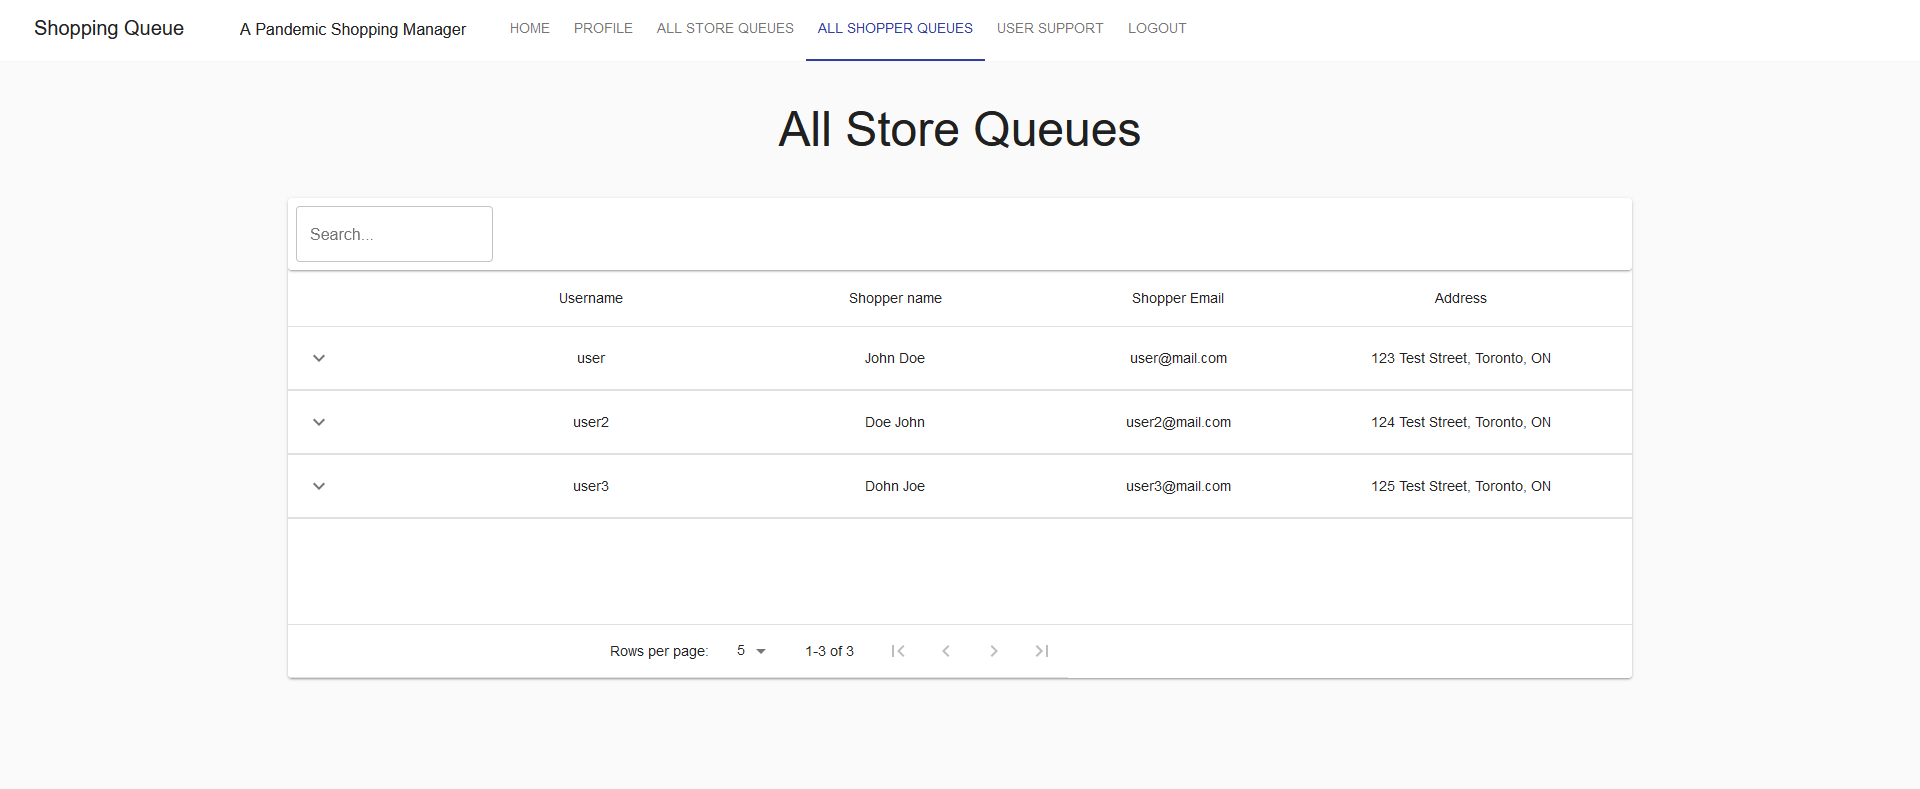 Shopping Queue A Pandemic Shopping Manager HOME PROFILE ALL STORE QUEUES ALL SHOPPER QUEUES USER SUPPORT LOGOUT
All Store Queues
Search...
Username Shopper name Shopper Email Address
user John Doe user@mail.com 123 Test Street, Toronto, ON
user2 Doe John user2@mail.com 124 Test Street, Toronto, ON
user3 Dohn Joe user3@mail.com 125 Test Street, Toronto, ON
Rows per page: 5 1-3 of 3